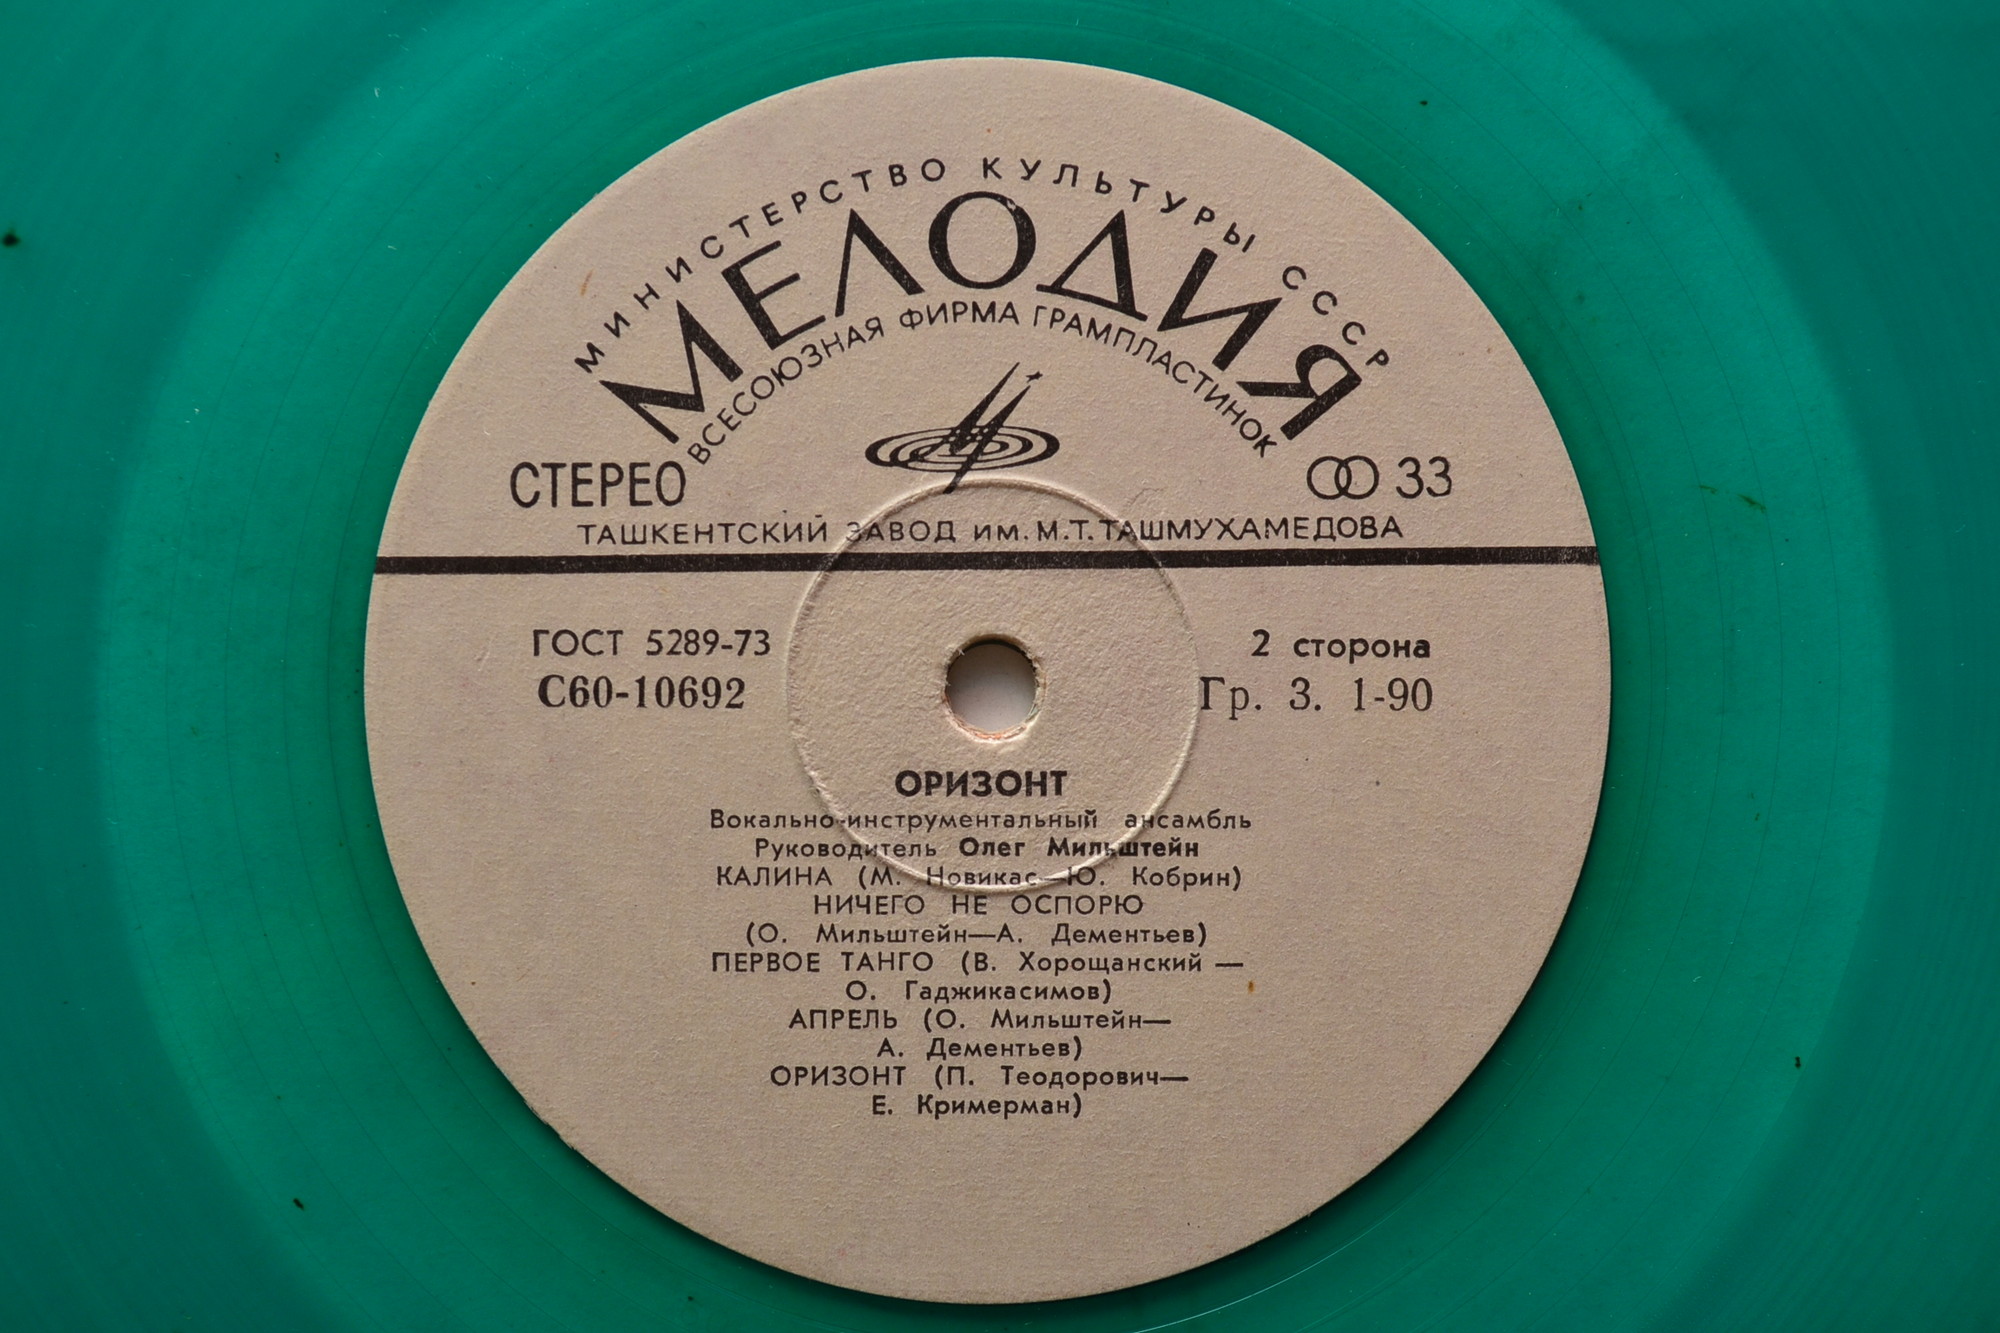 МИНИСТЕРСТВО КУЛЬТУРЫ СССР
МЕЛОДИЯ
ВСЕСОЮЗНАЯ ФИРМА ГРАМПЛАСТИНОК
СТЕРЕО 33
ТАШКЕНТСКИЙ ЗАВОД им. М.Т. ТАШМУХАМЕДОВА
ГОСТ 5289-73 2 сторона
С60-10692 Гр. 3. 1-90
ОРИЗОНТ
Вокально-инструментальный ансамбль
Руководитель Олег Мильштейн
КАЛИНА (М. Новикас—Ю. Кобрин)
НИЧЕГО НЕ ОСПОРЮ
(О. Мильштейн—А. Дементьев)
ПЕРВОЕ ТАНГО (В. Хорощанский —
О. Гаджикасимов)
АПРЕЛЬ (О. Мильштейн—
А. Дементьев)
ОРИЗОНТ (П. Теодорович—
Е. Кримерман)